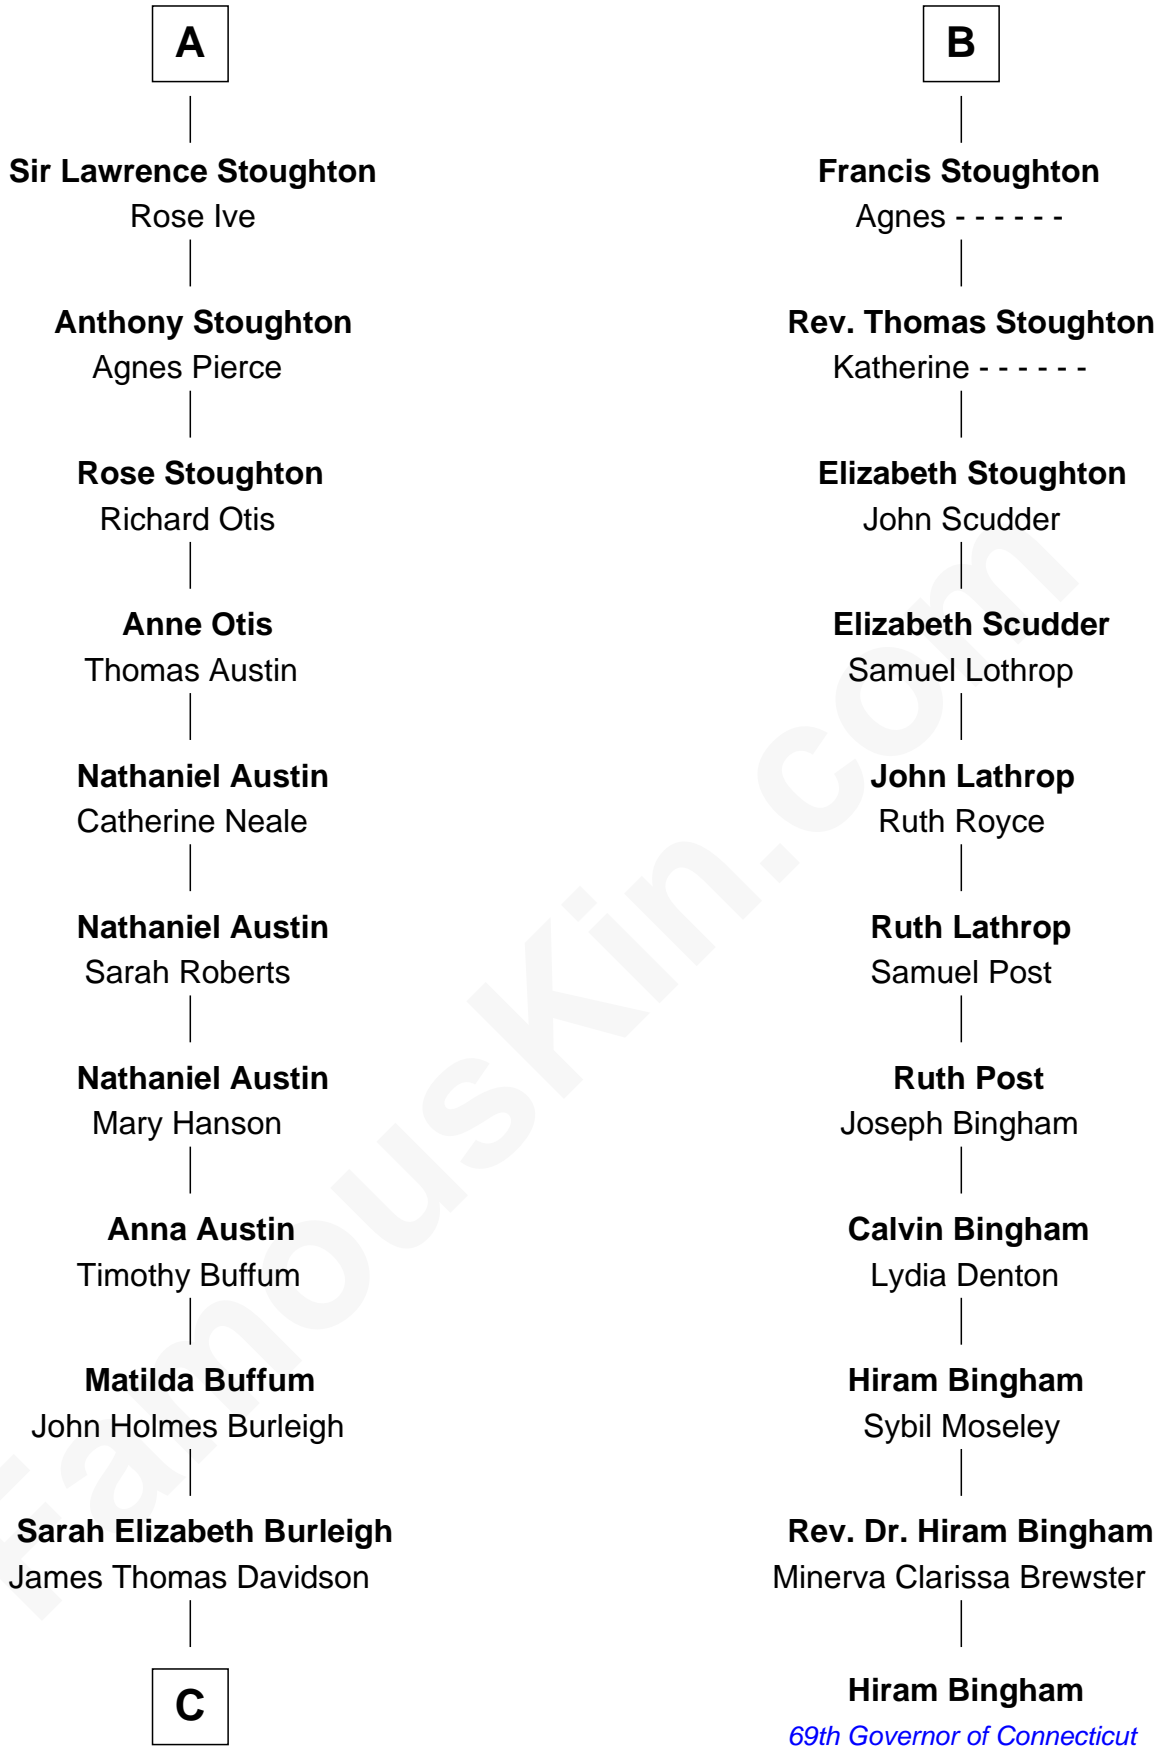 A
Sir Lawrence Stoughton
Rose Ive
Anthony Stoughton
Agnes Pierce
Rose Stoughton
Richard Otis
Anne Otis
Thomas Austin
Nathaniel Austin
Catherine Neale
Nathaniel Austin
Sarah Roberts
Nathaniel Austin
Mary Hanson
Anna Austin
Timothy Buffum
Matilda Buffum
John Holmes Burleigh
Sarah Elizabeth Burleigh
James Thomas Davidson
C
B
Francis Stoughton
Agnes - - - - - -
Rev. Thomas Stoughton
Katherine - - - - - -
Elizabeth Stoughton
John Scudder
Elizabeth Scudder
Samuel Lothrop
John Lathrop
Ruth Royce
Ruth Lathrop
Samuel Post
Ruth Post
Joseph Bingham
Calvin Bingham
Lydia Denton
Hiram Bingham
Sybil Moseley
Rev. Dr. Hiram Bingham
Minerva Clarissa Brewster
Hiram Bingham
69th Governor of Connecticut
FamousKin.com